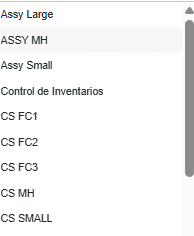 Assy Large
ASSY MH
Assy Small
Control de Inventarios
CS FC1
CS FC2
CS FC3
CS MH
CS SMALL